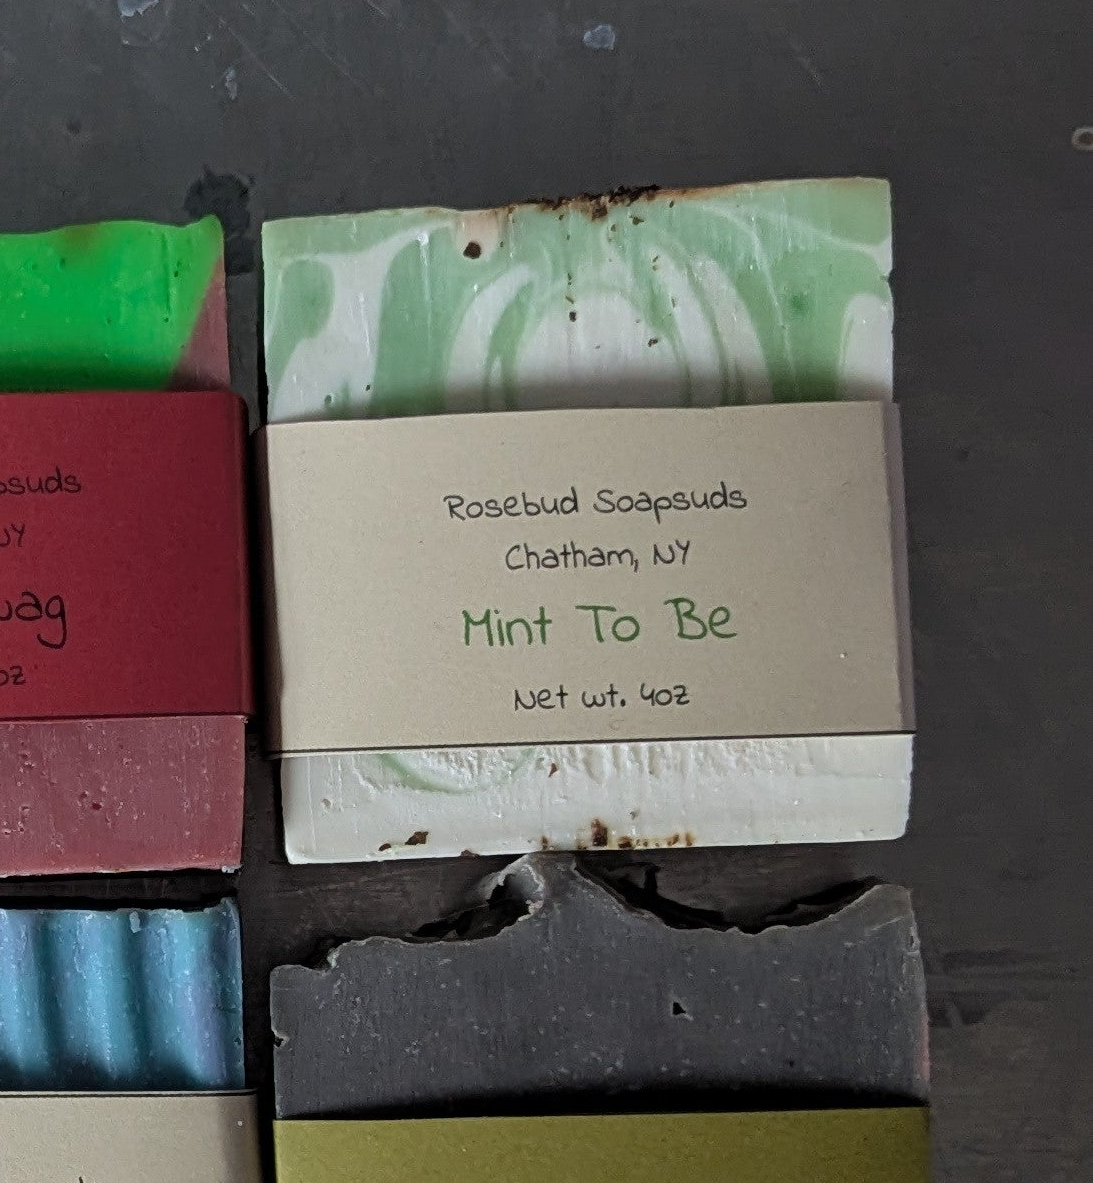 Rosebud Soapsuds
Chatham, NY
Mint To Be
Net wt. 4oz